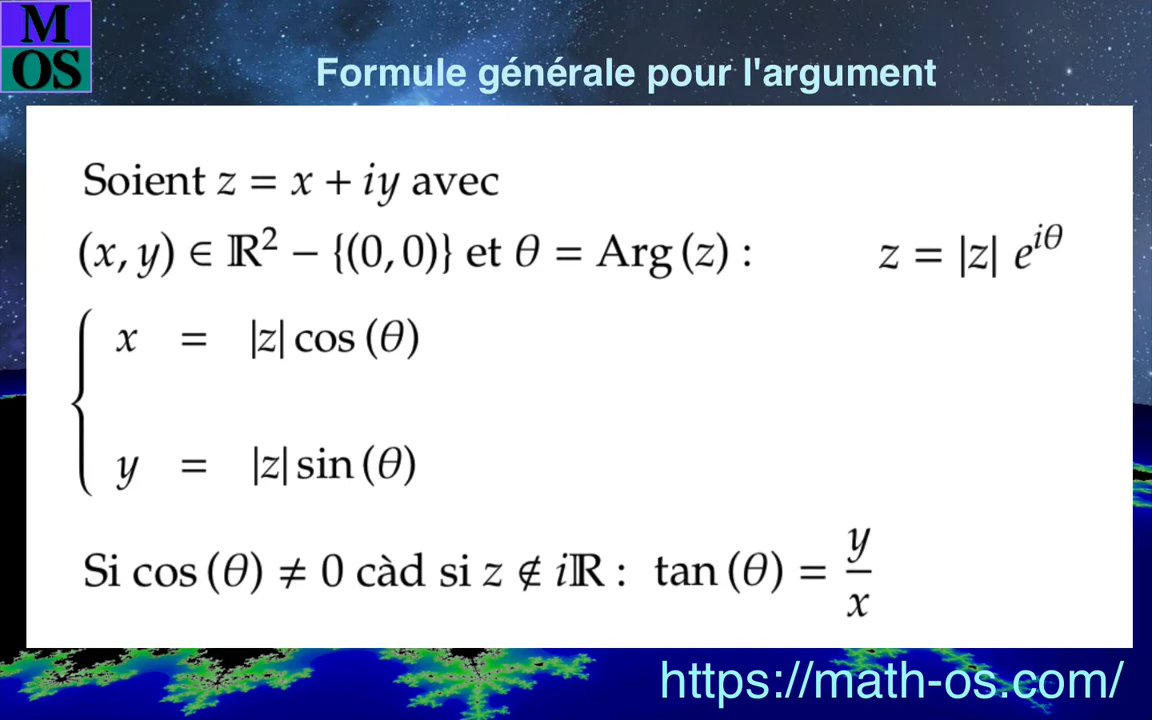 M
OS
Formule générale pour l'argument
Soient z = x + iy avec
(x, y) ∈ ℝ² − {(0, 0)} et θ = Arg (z) : z = |z| e^{iθ}
{ x = |z| cos (θ)
y = |z| sin (θ)
Si cos (θ) ≠ 0 càd si z ∉ iℝ : tan (θ) = y/x
https://math-os.com/